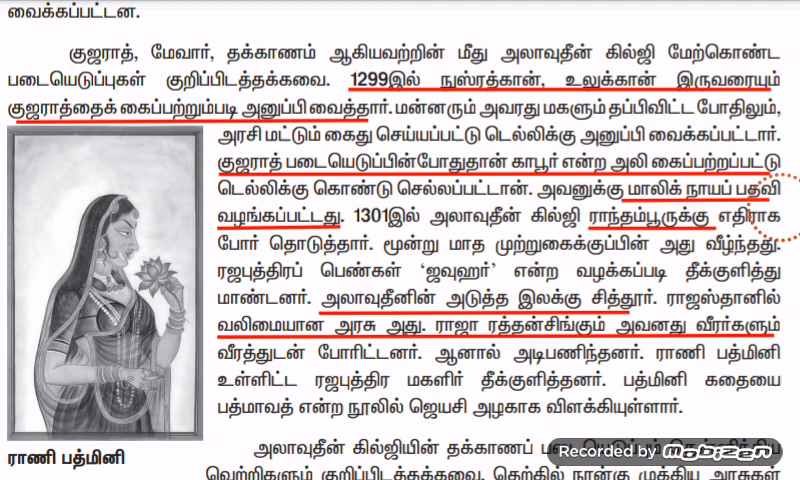 வைக்கப்பட்டன.
குஜராத், மேவார், தக்காணம் ஆகியவற்றின் மீது அலாவுதீன் கில்ஜி மேற்கொண்ட
படையெடுப்புகள் குறிப்பிடத்தக்கவை. 1299இல் நுஸ்ரத்கான், உலுக்கான் இருவரையும்
குஜராத்தைக் கைப்பற்றும்படி அனுப்பி வைத்தார். மன்னரும் அவரது மகளும் தப்பிவிட்ட போதிலும்,
அரசி மட்டும் கைது செய்யப்பட்டு டெல்லிக்கு அனுப்பி வைக்கப்பட்டார்.
குஜராத் படையெடுப்பின்போதுதான் காபூர் என்ற அலி கைப்பற்றப்பட்டு
டெல்லிக்கு கொண்டு செல்லப்பட்டான். அவனுக்கு மாலிக் நாயப் பதவி
வழங்கப்பட்டது. 1301இல் அலாவுதீன் கில்ஜி ராந்தம்பூருக்கு எதிராக
போர் தொடுத்தார். மூன்று மாத முற்றுகைக்குப்பின் அது வீழ்ந்தது.
ரஜபுத்திரப் பெண்கள் ‘ஜவுஹர்’ என்ற வழக்கப்படி தீக்குளித்து
மாண்டனர். அலாவுதீனின் அடுத்த இலக்கு சித்தூர். ராஜஸ்தானில்
வலிமையான அரசு அது. ராஜா ரத்தன்சிங்கும் அவனது வீரர்களும்
வீரத்துடன் போரிட்டனர். ஆனால் அடிபணிந்தனர். ராணி பத்மினி
உள்ளிட்ட ரஜபுத்திர மகளிர் தீக்குளித்தனர். பத்மினி கதையை
பத்மாவத் என்ற நூலில் ஜெயசி அழகாக விளக்கியுள்ளார்.
ராணி பத்மினி
அலாவுதீன் கில்ஜியின் தக்காணப்
வெற்றிகளும் குறிப்பிடத்தக்கவை. தெற்கில் நான்கு முக்கிய அரசுகள்
Recorded by mobizen